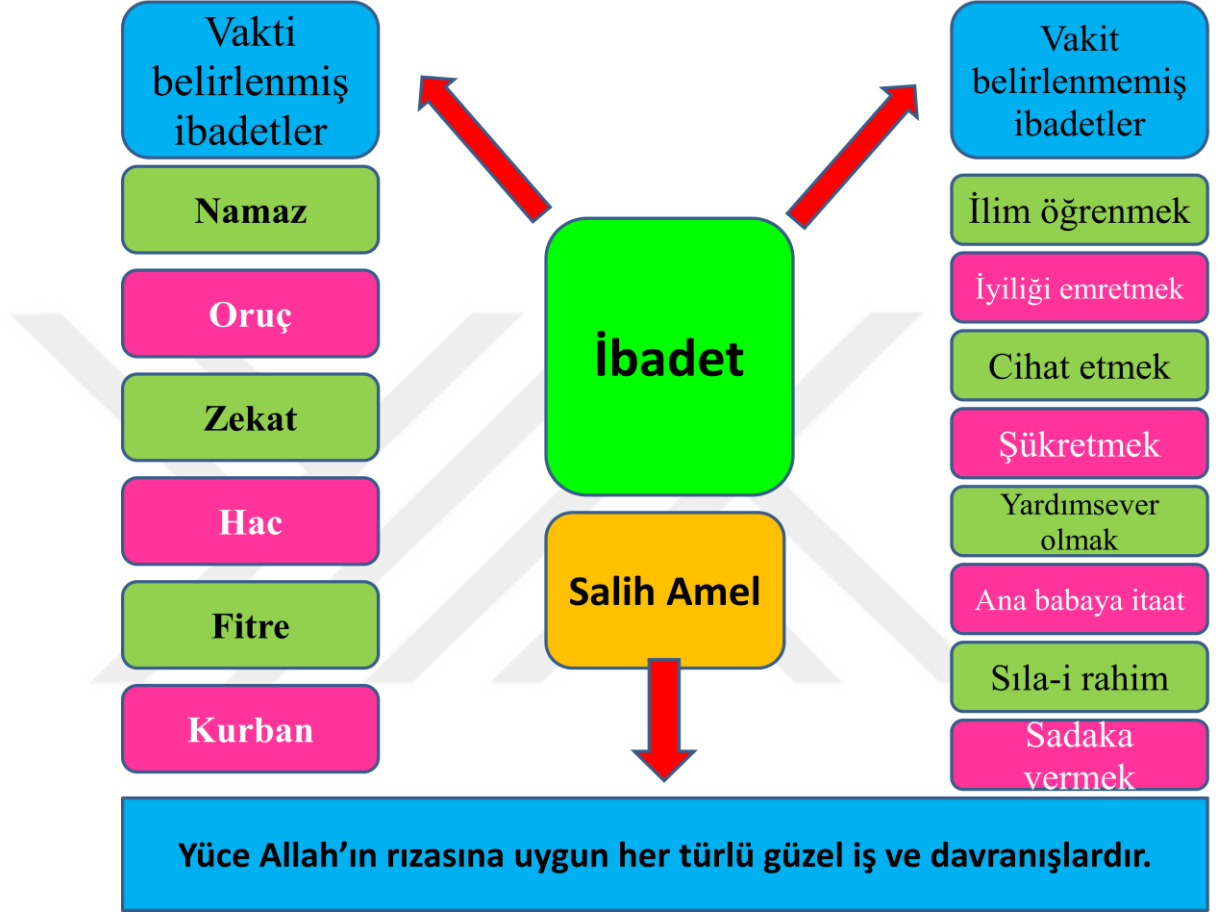 Vakti
belirlenmiş
ibadetler
Namaz
Oruç
Zekat
Hac
Fitre
Kurban
İbadet
Salih Amel
Vakit
belirlenmemiş
ibadetler
İlim öğrenmek
İyiliği emretmek
Cihat etmek
Şükretmek
Yardımsever
olmak
Ana babaya itaat
Sıla-i rahim
Sadaka
vermek
Yüce Allah’ın rızasına uygun her türlü güzel iş ve davranışlardır.